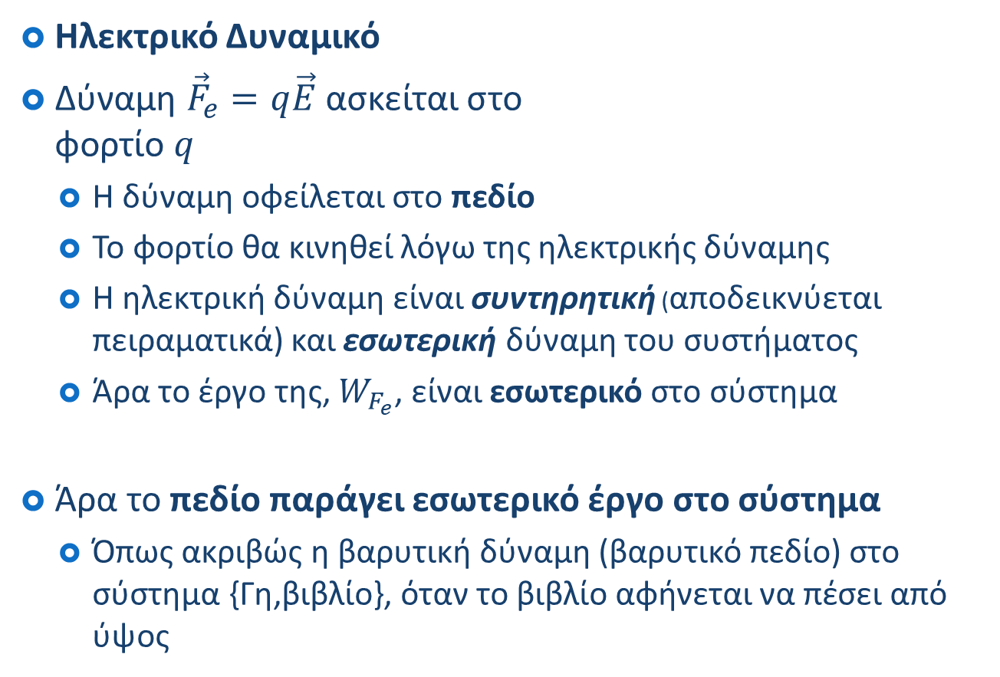 Ηλεκτρικό Δυναμικό
Δύναμη $\vec{F}_e = q\vec{E}$ ασκείται στο
φορτίο $q$
Η δύναμη οφείλεται στο πεδίο
Το φορτίο θα κινηθεί λόγω της ηλεκτρικής δύναμης
Η ηλεκτρική δύναμη είναι συντηρητική (αποδεικνύεται
πειραματικά) και εσωτερική δύναμη του συστήματος
Άρα το έργο της, $W_{F_e}$, είναι εσωτερικό στο σύστημα
Άρα το πεδίο παράγει εσωτερικό έργο στο σύστημα
Όπως ακριβώς η βαρυτική δύναμη (βαρυτικό πεδίο) στο
σύστημα {Γη,βιβλίο}, όταν το βιβλίο αφήνεται να πέσει από
ύψος